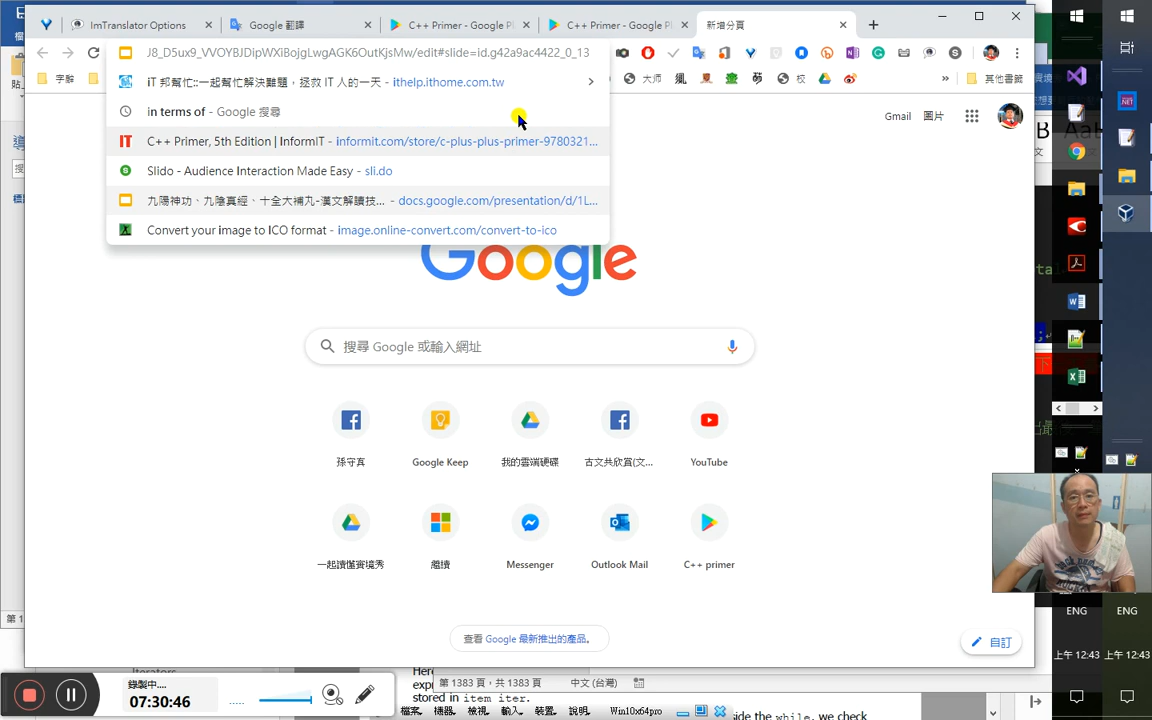 ImTranslator Options
Google 翻譯
C++ Primer - Google Pl
C++ Primer - Google Pl
新增分頁
J8_D5ux9_VVOYBJDipWXiBojgLwgAGK6OutKjsMw/edit#slide=id.g42a9ac4422_0_13
iT 邦幫忙::一起幫忙解決難題，拯救 IT 人的一天 - ithelp.ithome.com.tw
in terms of - Google 搜尋
C++ Primer, 5th Edition | InformIT - informit.com/store/c-plus-plus-primer-9780321...
Slido - Audience Interaction Made Easy - sli.do
九陽神功、九陰真經、十全大補丸-漢文解讀技... - docs.google.com/presentation/d/1L...
Convert your image to ICO format - image.online-convert.com/convert-to-ico
字辭
大师
校
其他書籤
Gmail
圖片
Google
搜尋 Google 或輸入網址
孫守真
Google Keep
我的雲端硬碟
古文共欣賞(文...
YouTube
一起讀懂實境秀
繼續
Messenger
Outlook Mail
C++ primer
查看 Google 最新推出的產品。
自訂
ENG
ENG
上午 12:43
上午 12:43
錄製中...
07:30:46
Iterators
第 1383 頁，共 1383 頁
中文 (台灣)
stored in item iter.
檔案
機器
檢視
輸入
裝置
說明
Win10x64pro
side the while, we check